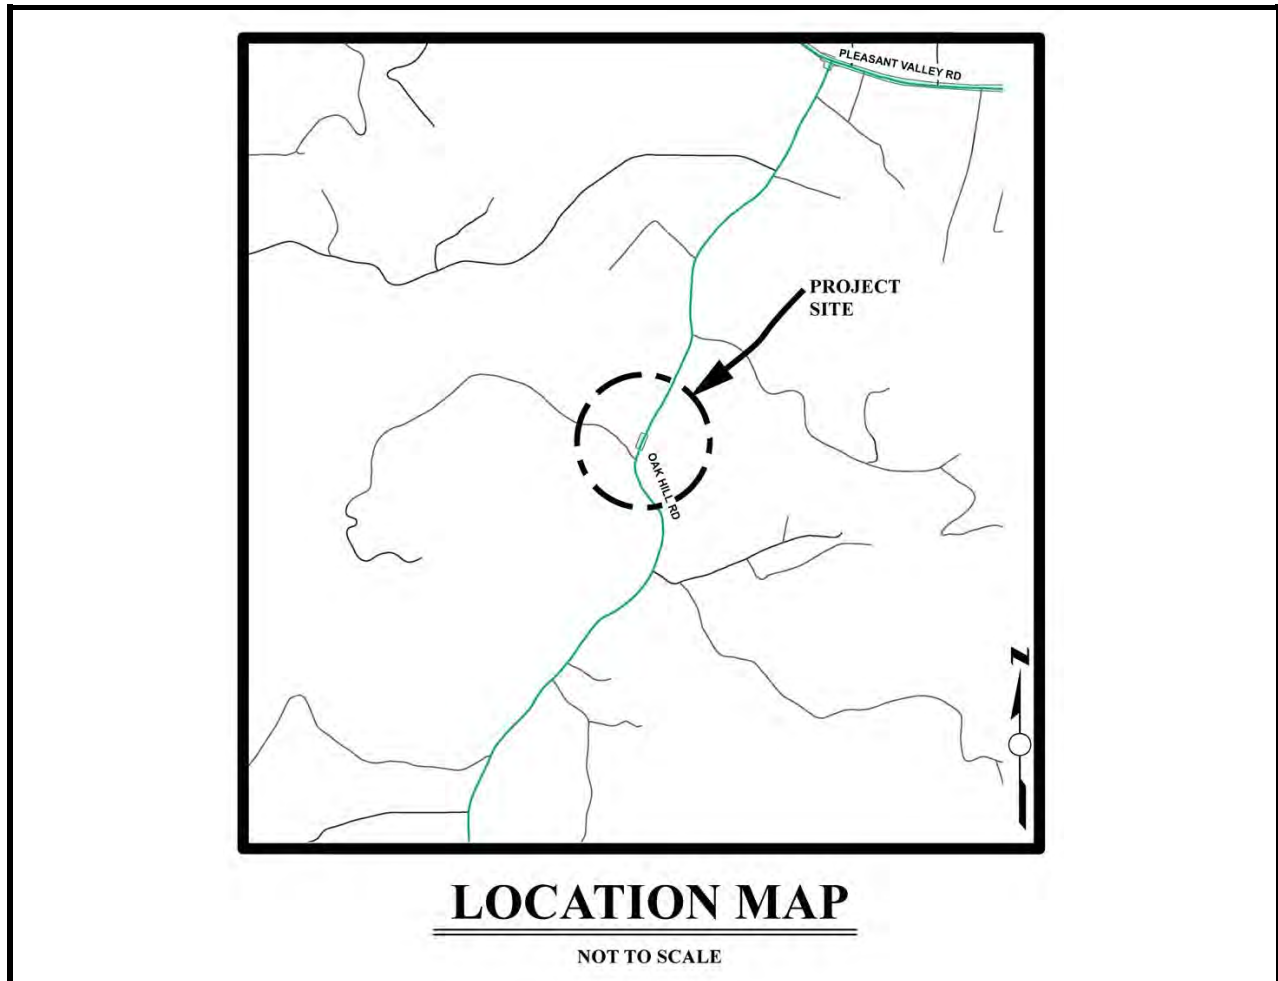 PLEASANT VALLEY RD
PROJECT
SITE
OAK HILL RD
Z
LOCATION MAP
NOT TO SCALE